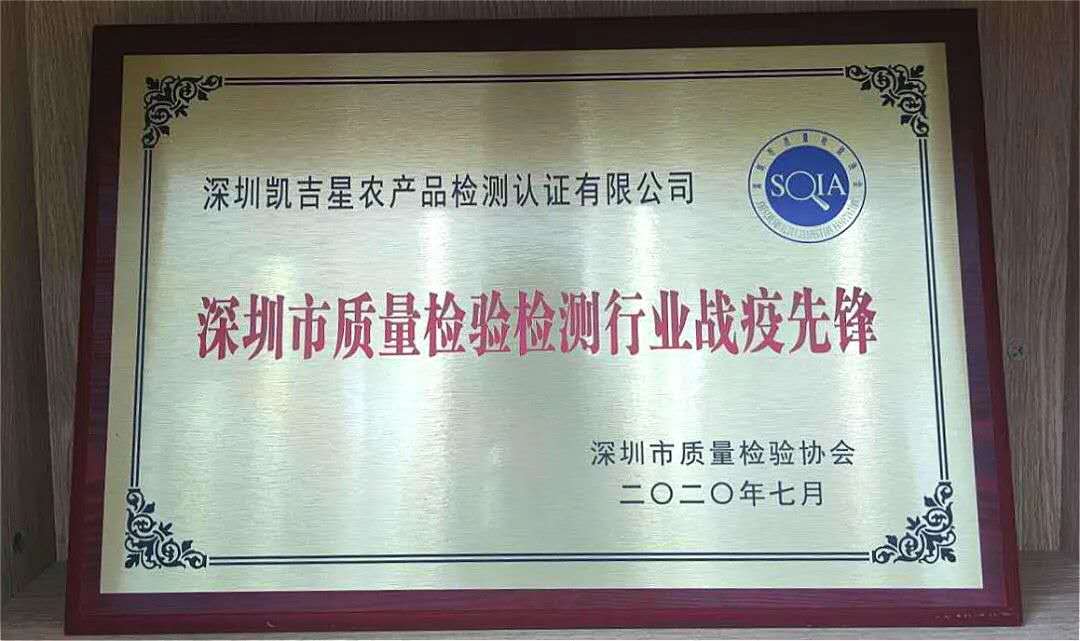 深圳凯吉星农产品检测认证有限公司
SQIA
深圳市质量检验检测行业战疫先锋
深圳市质量检验协会
二〇二〇年七月